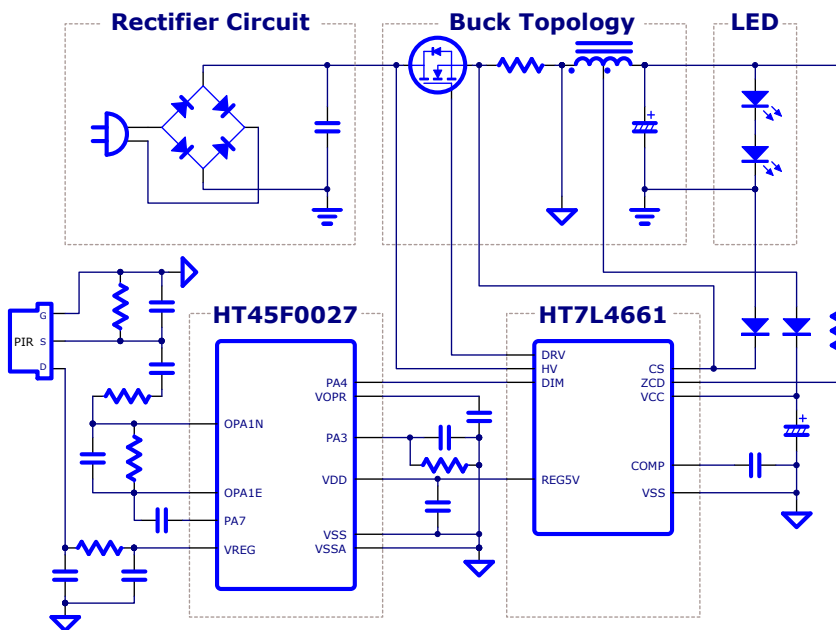 Rectifier Circuit
Buck Topology
LED
+
G
PIR
S
D
HT45F0027
HT7L4661
PA4
VOPR
OPA1N
PA3
OPA1E
VDD
PA7
VREG
VSS
VSSA
DRV
HV
DIM
CS
ZCD
VCC
+
REG5V
COMP
VSS